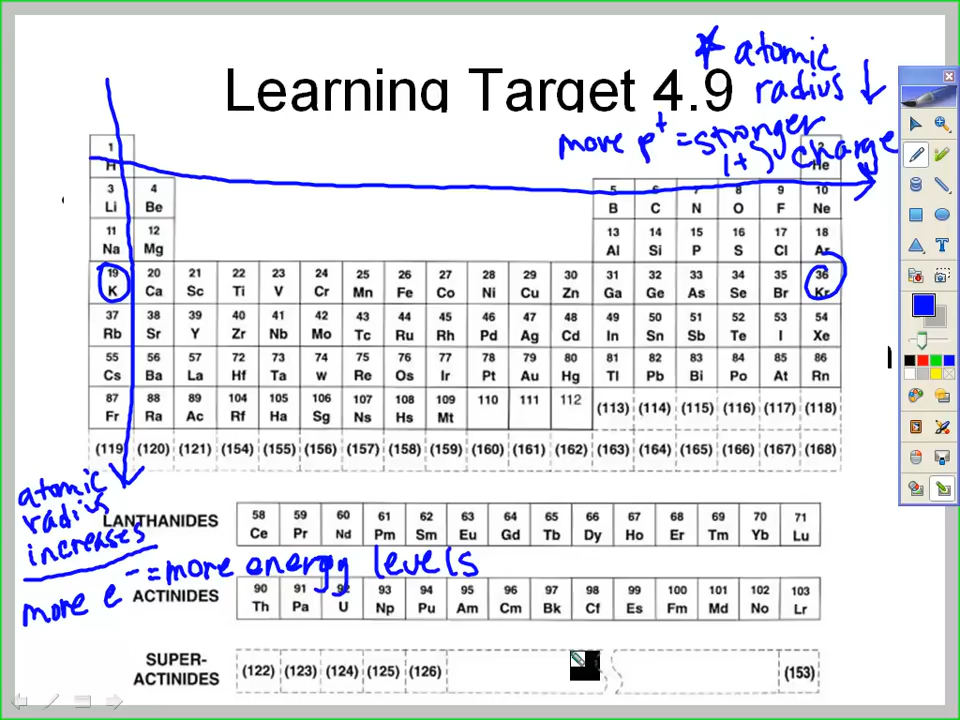 * atomic
radius ↓
Learning Target 4.9
more p+ = stronger
(+) charge
1 2
H He
3 4 5 6 7 8 9 10
Li Be B C N O F Ne
11 12 13 14 15 16 17 18
Na Mg Al Si P S Cl Ar
19 20 21 22 23 24 25 26 27 28 29 30 31 32 33 34 35 36
K Ca Sc Ti V Cr Mn Fe Co Ni Cu Zn Ga Ge As Se Br Kr
37 38 39 40 41 42 43 44 45 46 47 48 49 50 51 52 53 54
Rb Sr Y Zr Nb Mo Tc Ru Rh Pd Ag Cd In Sn Sb Te I Xe
55 56 57 72 73 74 75 76 77 78 79 80 81 82 83 84 85 86
Cs Ba La Hf Ta w Re Os Ir Pt Au Hg Tl Pb Bi Po At Rn
87 88 89 104 105 106 107 108 109 110 111 112 (113) (114) (115) (116) (117) (118)
Fr Ra Ac Rf Ha Sg Ns Hs Mt
(119) (120) (121) (154) (155) (156) (157) (158) (159) (160) (161) (162) (163) (164) (165) (166) (167) (168)
atomic
radius
increases
more e- = more energy levels
58 59 60 61 62 63 64 65 66 67 68 69 70 71
LANTHANIDES Ce Pr Nd Pm Sm Eu Gd Tb Dy Ho Er Tm Yb Lu
90 91 92 93 94 95 96 97 98 99 100 101 102 103
ACTINIDES Th Pa U Np Pu Am Cm Bk Cf Es Fm Md No Lr
SUPER-
ACTINIDES (122) (123) (124) (125) (126) (153)